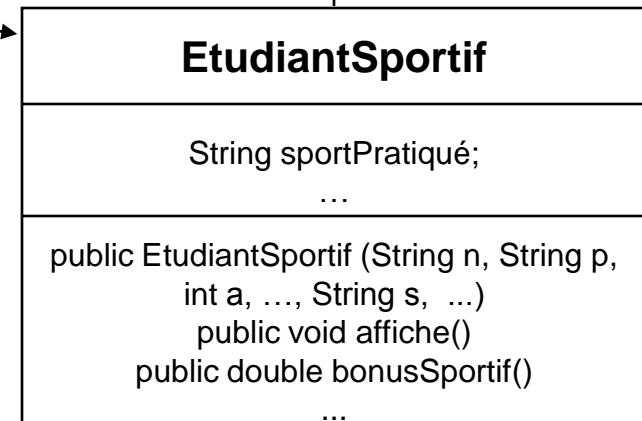 EtudiantSportif
String sportPratiqué;
…
public EtudiantSportif (String n, String p,
int a, …, String s, ...)
public void affiche()
public double bonusSportif()
...